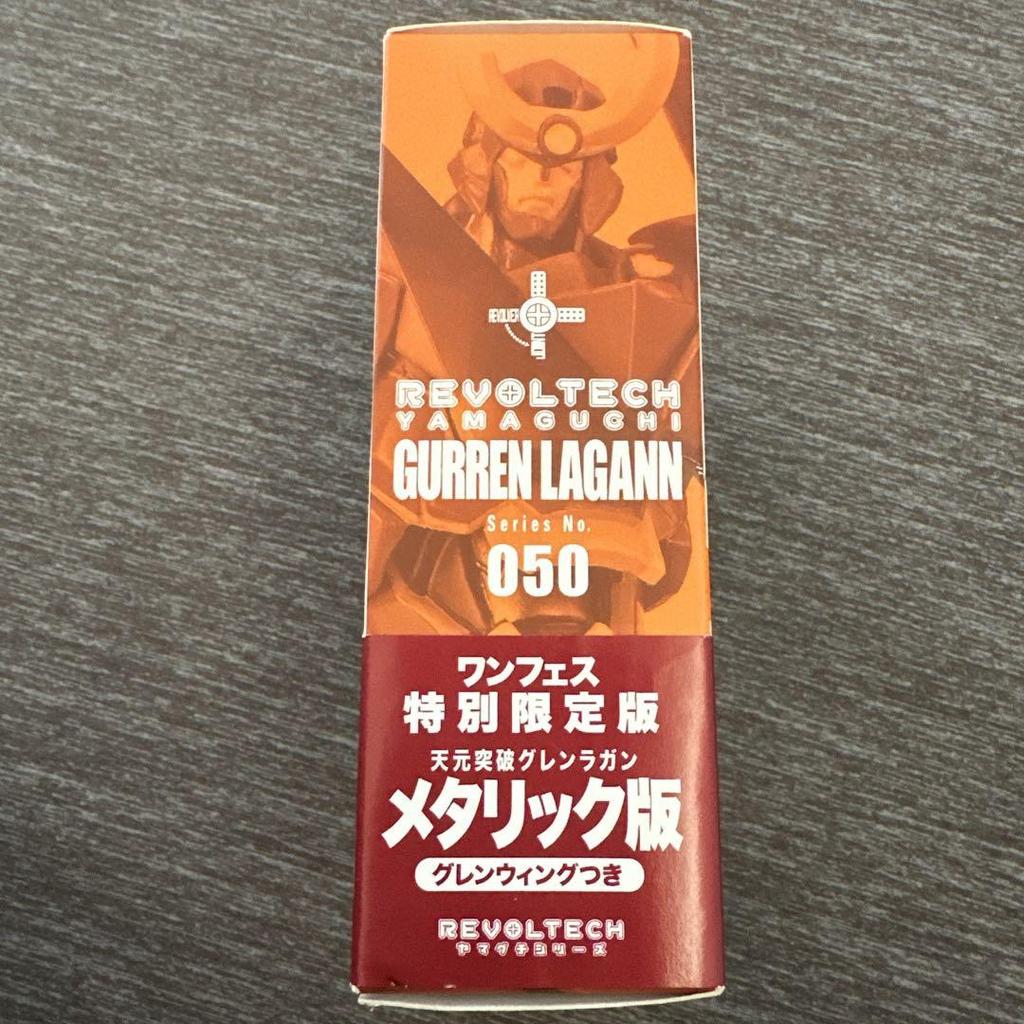 REVOLVER
UNIT
REVOLTECH
YAMAGUCHI
GURREN LAGANN
Series No.
050
ワンフェス
特別限定版
天元突破グレンラガン
メタリック版
グレンウィングつき
REVOLTECH
ヤマグチシリーズ